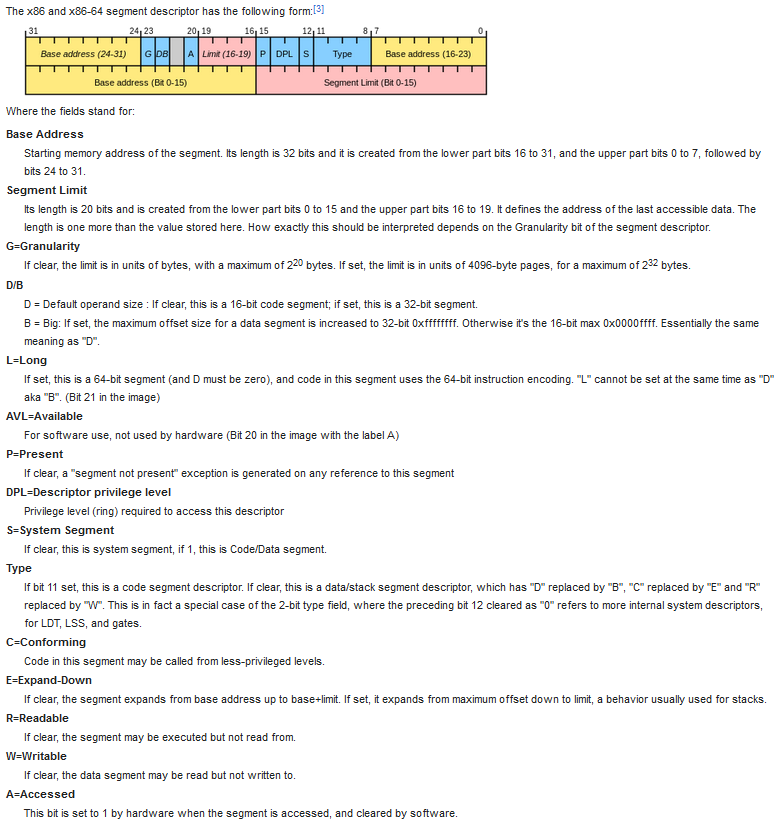 The x86 and x86-64 segment descriptor has the following form:[3]
31 24 23 20 19 16 15 12 11 8 7 0
Base address (24-31) G DB A Limit (16-19) P DPL S Type Base address (16-23)
Base address (Bit 0-15) Segment Limit (Bit 0-15)
Where the fields stand for:
Base Address
Starting memory address of the segment. Its length is 32 bits and it is created from the lower part bits 16 to 31, and the upper part bits 0 to 7, followed by
bits 24 to 31.
Segment Limit
Its length is 20 bits and is created from the lower part bits 0 to 15 and the upper part bits 16 to 19. It defines the address of the last accessible data. The
length is one more than the value stored here. How exactly this should be interpreted depends on the Granularity bit of the segment descriptor.
G=Granularity
If clear, the limit is in units of bytes, with a maximum of 2^20 bytes. If set, the limit is in units of 4096-byte pages, for a maximum of 2^32 bytes.
D/B
D = Default operand size : If clear, this is a 16-bit code segment; if set, this is a 32-bit segment.
B = Big: If set, the maximum offset size for a data segment is increased to 32-bit 0xffffffff. Otherwise it's the 16-bit max 0x0000ffff. Essentially the same
meaning as "D".
L=Long
If set, this is a 64-bit segment (and D must be zero), and code in this segment uses the 64-bit instruction encoding. "L" cannot be set at the same time as "D"
aka "B". (Bit 21 in the image)
AVL=Available
For software use, not used by hardware (Bit 20 in the image with the label A)
P=Present
If clear, a "segment not present" exception is generated on any reference to this segment
DPL=Descriptor privilege level
Privilege level (ring) required to access this descriptor
S=System Segment
If clear, this is system segment, if 1, this is Code/Data segment.
Type
If bit 11 set, this is a code segment descriptor. If clear, this is a data/stack segment descriptor, which has "D" replaced by "B", "C" replaced by "E" and "R"
replaced by "W". This is in fact a special case of the 2-bit type field, where the preceding bit 12 cleared as "0" refers to more internal system descriptors,
for LDT, LSS, and gates.
C=Conforming
Code in this segment may be called from less-privileged levels.
E=Expand-Down
If clear, the segment expands from base address up to base+limit. If set, it expands from maximum offset down to limit, a behavior usually used for stacks.
R=Readable
If clear, the segment may be executed but not read from.
W=Writable
If clear, the data segment may be read but not written to.
A=Accessed
This bit is set to 1 by hardware when the segment is accessed, and cleared by software.